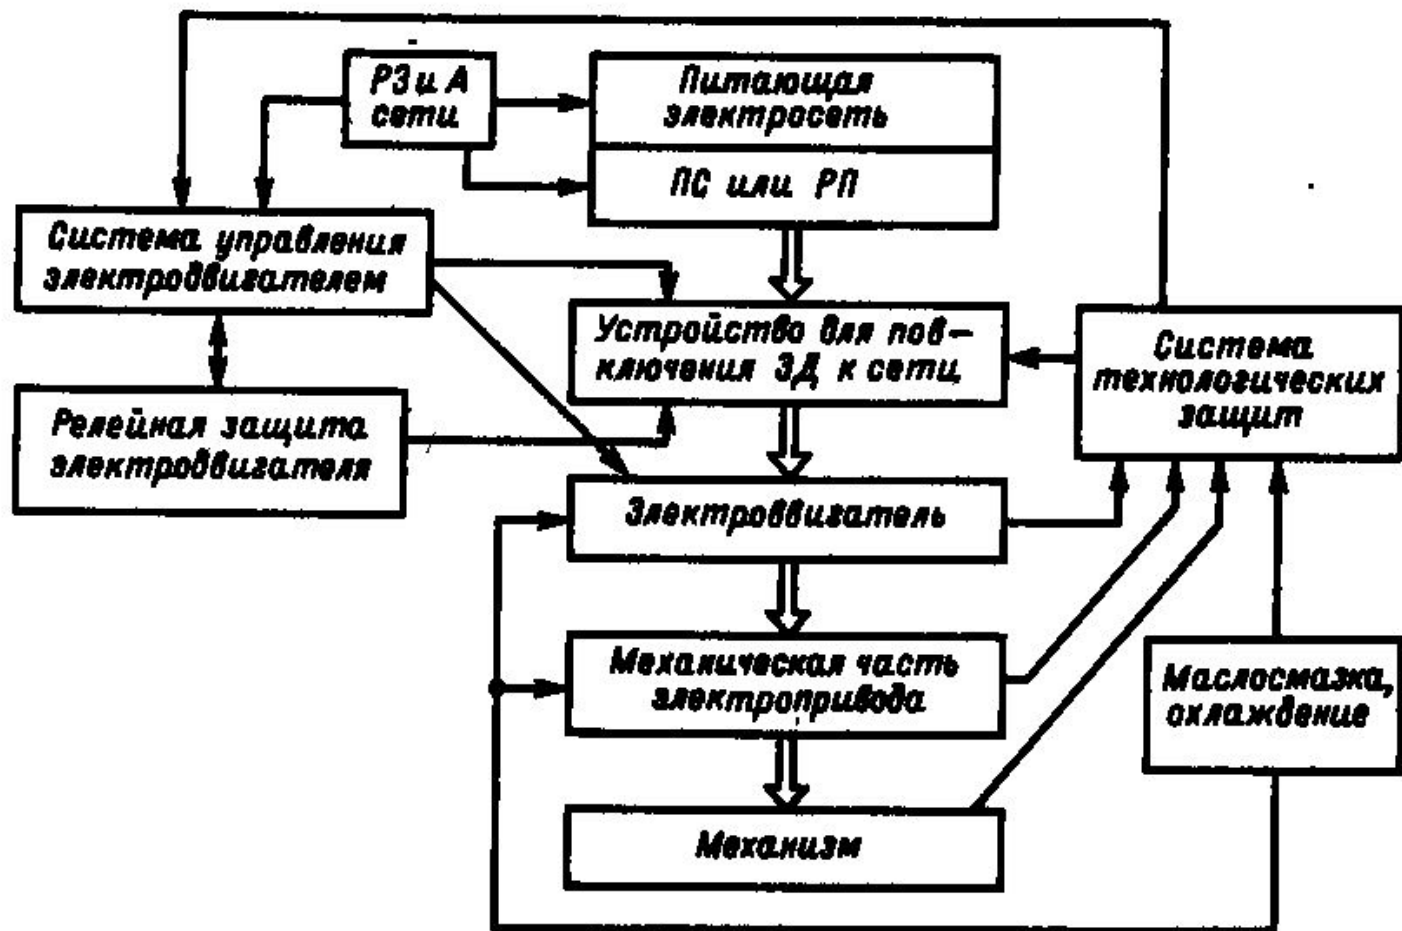 РЗ и А
сети
Питающая
электросеть
ПС или РП
Система управления
электродвигателем
Устройство для под-
ключения ЭД к сети
Система
технологических
защит
Релейная защита
электродвигателя
Электродвигатель
Механическая часть
электропривода
Маслосмазка,
охлаждение
Механизм